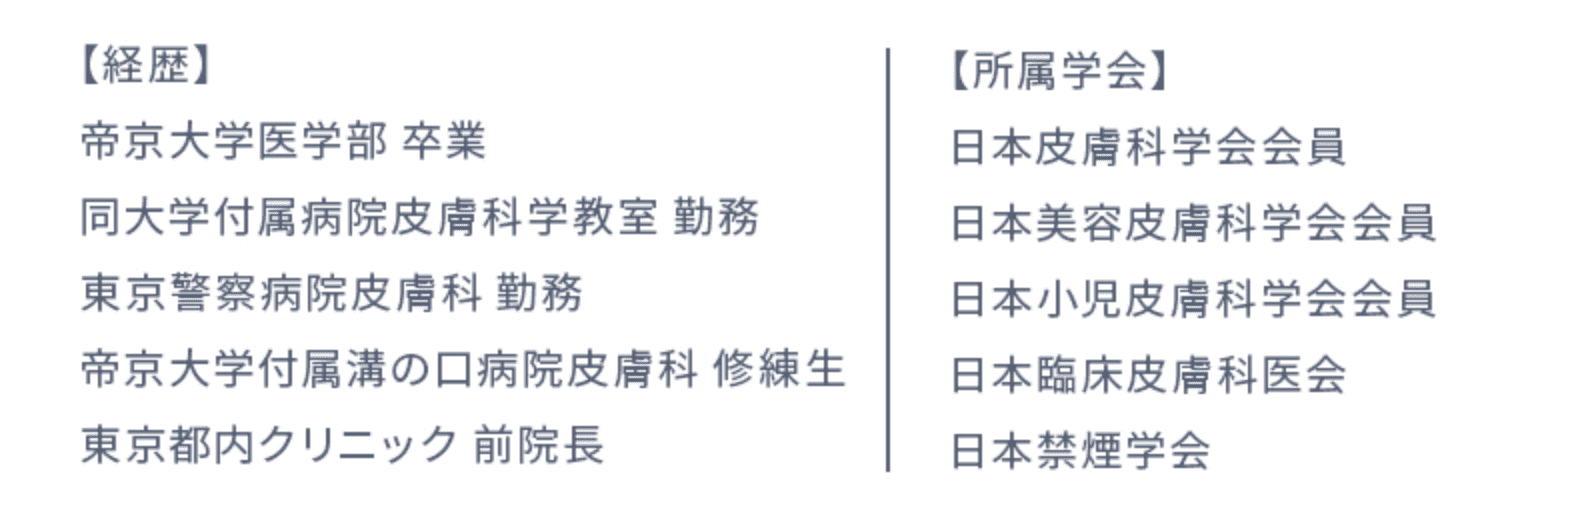 【経歴】
帝京大学医学部 卒業
同大学付属病院皮膚科学教室 勤務
東京警察病院皮膚科 勤務
帝京大学付属溝の口病院皮膚科 修練生
東京都内クリニック 前院長
【所属学会】
日本皮膚科学会会員
日本美容皮膚科学会会員
日本小児皮膚科学会会員
日本臨床皮膚科医会
日本禁煙学会